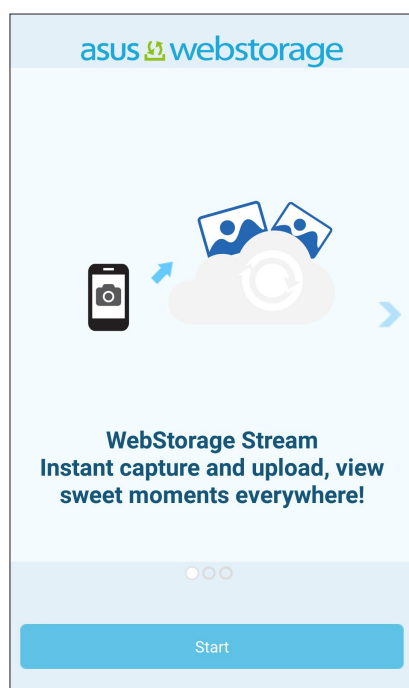 asus webstorage
WebStorage Stream
Instant capture and upload, view
sweet moments everywhere!
Start